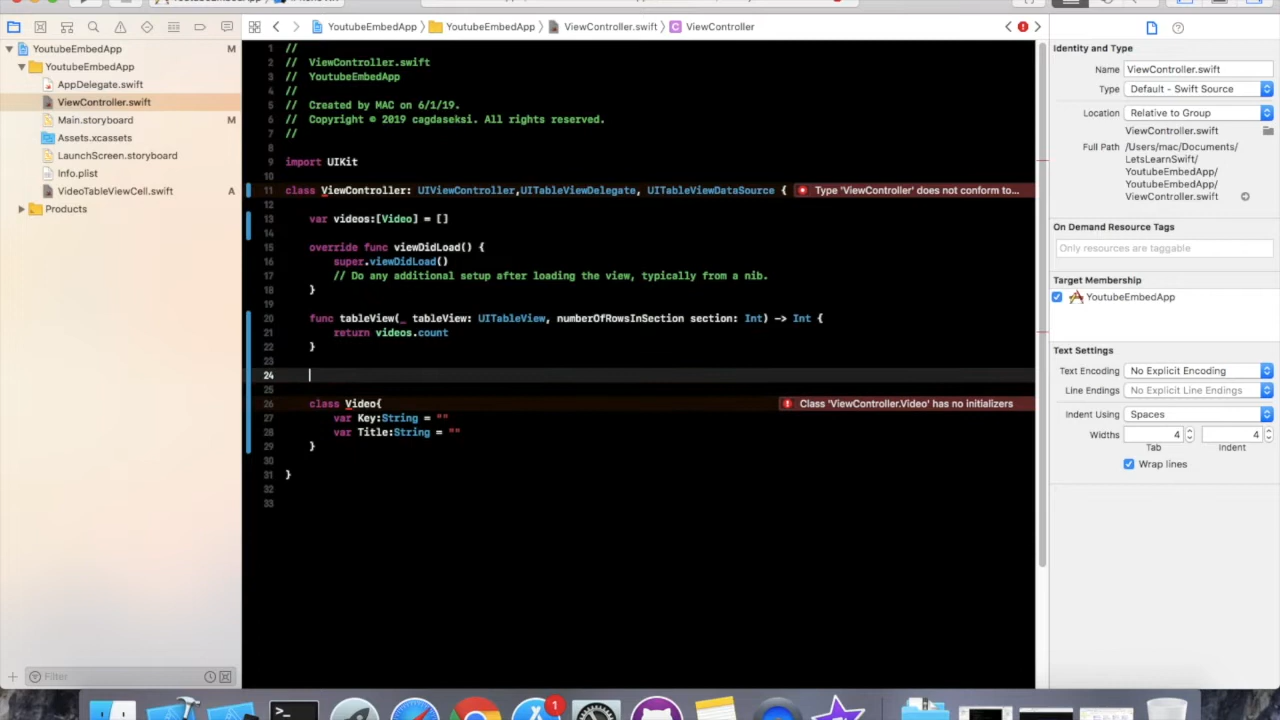 YoutubeEmbedApp
YoutubeEmbedApp
ViewController.swift
ViewController
YoutubeEmbedApp
M
YoutubeEmbedApp
AppDelegate.swift
ViewController.swift
Main.storyboard
M
Assets.xcassets
LaunchScreen.storyboard
Info.plist
VideoTableViewCell.swift
A
Products
Filter
1 //
2 // ViewController.swift
3 // YoutubeEmbedApp
4 //
5 // Created by MAC on 6/1/19.
6 // Copyright © 2019 cagdaseksi. All rights reserved.
7 //
8
9 import UIKit
10
11 class ViewController: UIViewController,UITableViewDelegate, UITableViewDataSource { Type 'ViewController' does not conform to...
12
13 var videos:[Video] = []
14
15 override func viewDidLoad() {
16 super.viewDidLoad()
17 // Do any additional setup after loading the view, typically from a nib.
18 }
19
20 func tableView(_ tableView: UITableView, numberOfRowsInSection section: Int) -> Int {
21 return videos.count
22 }
23
24
25
26 class Video{ Class 'ViewController.Video' has no initializers
27 var Key:String = ""
28 var Title:String = ""
29 }
30
31 }
32
33
Identity and Type
Name ViewController.swift
Type Default - Swift Source
Location Relative to Group
ViewController.swift
Full Path /Users/mac/Documents/
LetsLearnSwift/
YoutubeEmbedApp/
YoutubeEmbedApp/
ViewController.swift
On Demand Resource Tags
Only resources are taggable
Target Membership
YoutubeEmbedApp
Text Settings
Text Encoding No Explicit Encoding
Line Endings No Explicit Line Endings
Indent Using Spaces
Widths 4 4
Tab Indent
Wrap lines
1